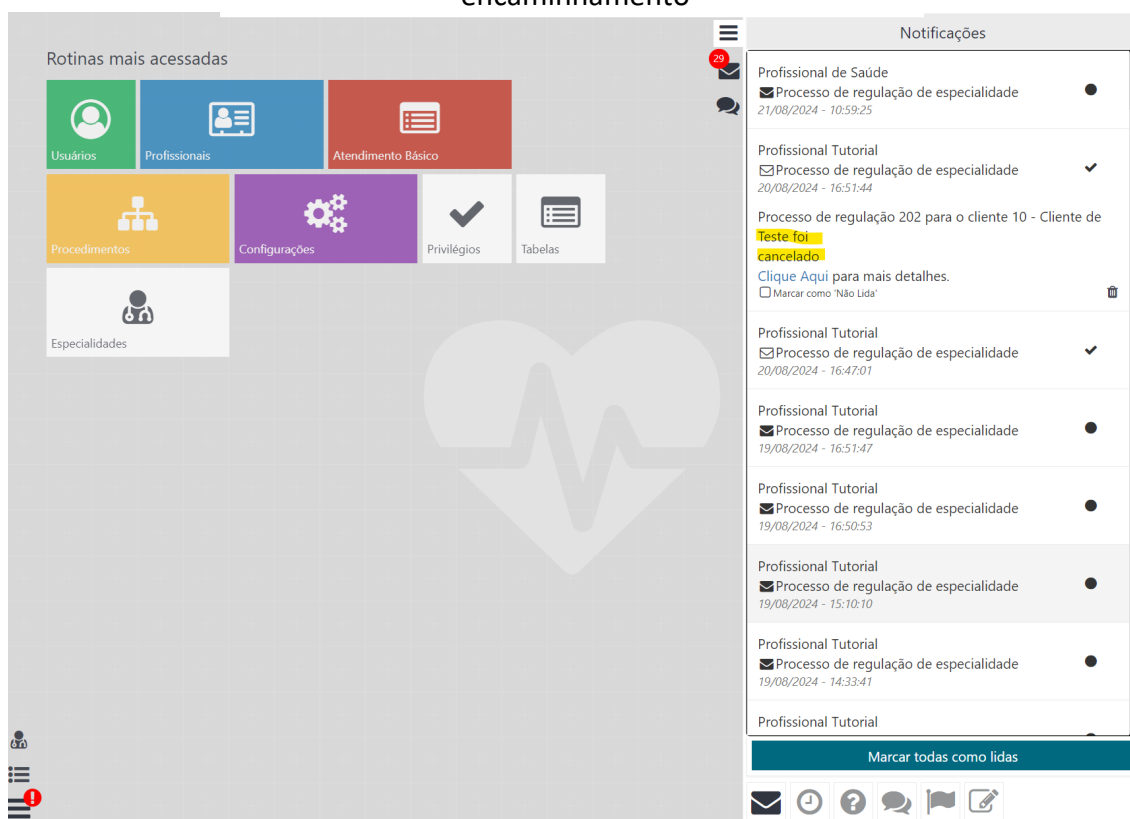 encaminhamento
Rotinas mais acessadas
Usuários
Profissionais
Atendimento Básico
Procedimentos
Configurações
Privilégios
Tabelas
Especialidades
29
Notificações
Profissional de Saúde
Processo de regulação de especialidade
21/08/2024 - 10:59:25
Profissional Tutorial
Processo de regulação de especialidade
20/08/2024 - 16:51:44
Processo de regulação 202 para o cliente 10 - Cliente de
Teste foi
cancelado
Clique Aqui para mais detalhes.
Marcar como 'Não Lida'
Profissional Tutorial
Processo de regulação de especialidade
20/08/2024 - 16:47:01
Profissional Tutorial
Processo de regulação de especialidade
19/08/2024 - 16:51:47
Profissional Tutorial
Processo de regulação de especialidade
19/08/2024 - 16:50:53
Profissional Tutorial
Processo de regulação de especialidade
19/08/2024 - 15:10:10
Profissional Tutorial
Processo de regulação de especialidade
19/08/2024 - 14:33:41
Profissional Tutorial
Marcar todas como lidas